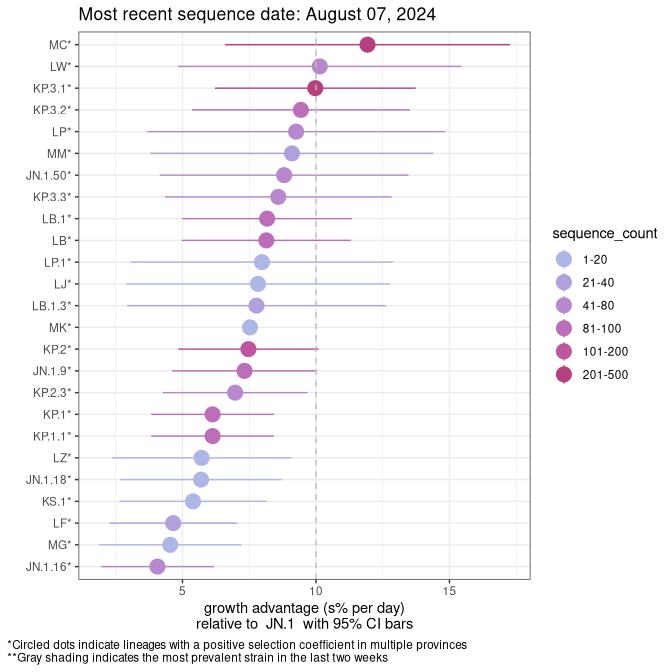 Most recent sequence date: August 07, 2024
MC*
LW*
KP.3.1*
KP.3.2*
LP*
MM*
JN.1.50*
KP.3.3*
LB.1*
LB*
LP.1*
LJ*
LB.1.3*
MK*
KP.2*
JN.1.9*
KP.2.3*
KP.1*
KP.1.1*
LZ*
JN.1.18*
KS.1*
LF*
MG*
JN.1.16*
5
10
15
growth advantage (s% per day)
relative to JN.1 with 95% CI bars
sequence_count
1-20
21-40
41-80
81-100
101-200
201-500
*Circled dots indicate lineages with a positive selection coefficient in multiple provinces
**Gray shading indicates the most prevalent strain in the last two weeks